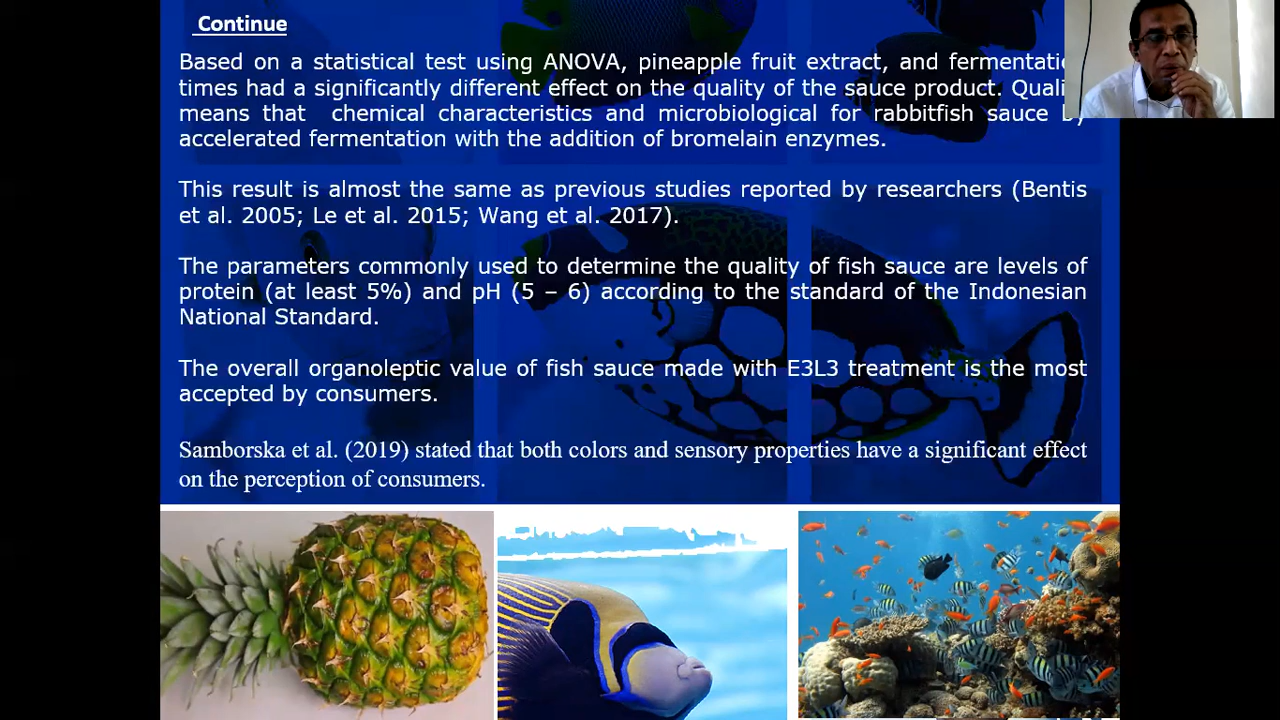 Continue
Based on a statistical test using ANOVA, pineapple fruit extract, and
times had a significantly different effect on the quality of the sauce product.
means that chemical characteristics and microbiological for rabbitfish sauce
accelerated fermentation with the addition of bromelain enzymes.
This result is almost the same as previous studies reported by researchers (Bentis
et al. 2005; Le et al. 2015; Wang et al. 2017).
The parameters commonly used to determine the quality of fish sauce are levels of
protein (at least 5%) and pH (5 – 6) according to the standard of the Indonesian
National Standard.
The overall organoleptic value of fish sauce made with E3L3 treatment is the most
accepted by consumers.
Samborska et al. (2019) stated that both colors and sensory properties have a significant effect
on the perception of consumers.